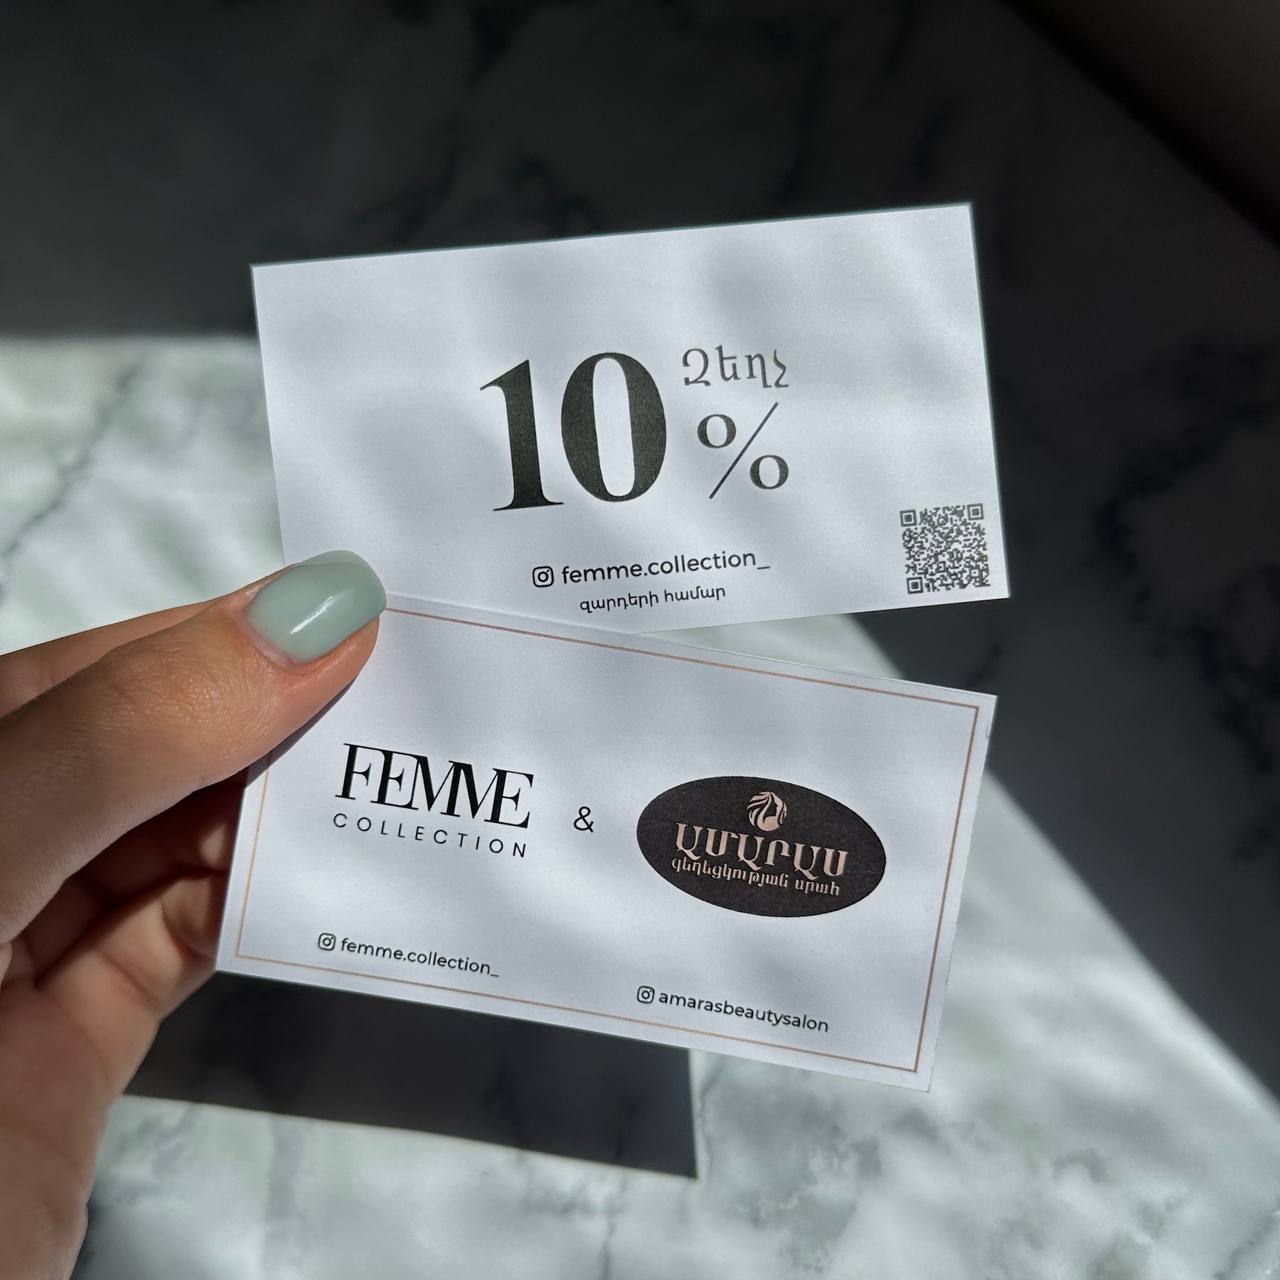 10 % Զեղչ
femme.collection_
զարդերի համար
FEMME
COLLECTION
&
ԱՄԱՐԱՍ
գեղեցկության սրահ
femme.collection_
amarasbeautysalon